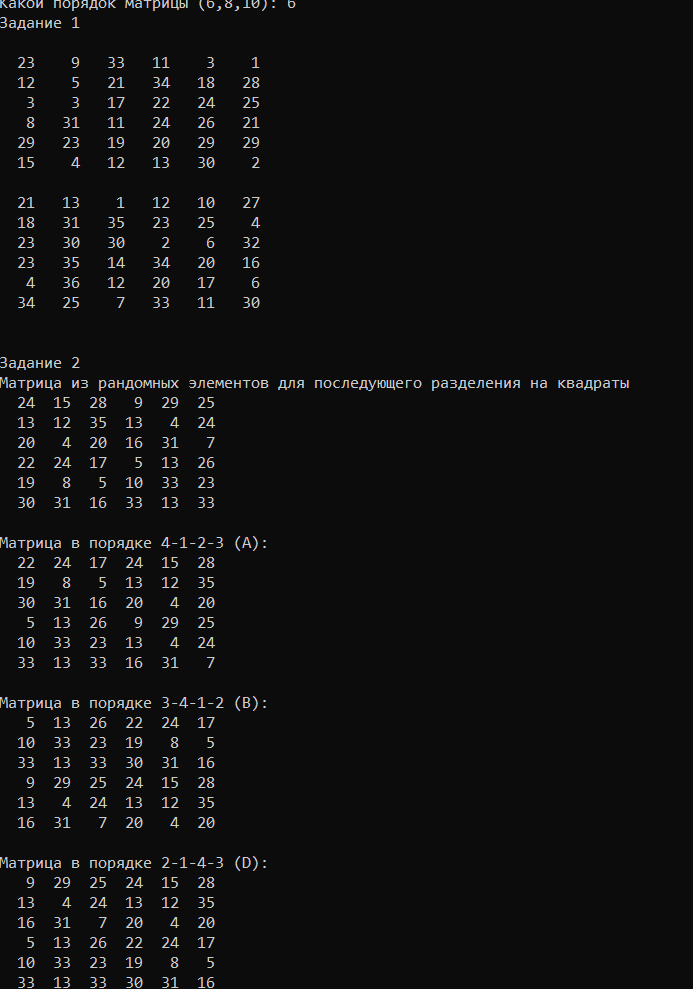 Какой порядок матрицы (6,8,10): 6
Задание 1
23 9 33 11 3 1
12 5 21 34 18 28
3 3 17 22 24 25
8 31 11 24 26 21
29 23 19 20 29 29
15 4 12 13 30 2
21 13 1 12 10 27
18 31 35 23 25 4
23 30 30 2 6 32
23 35 14 34 20 16
4 36 12 20 17 6
34 25 7 33 11 30
Задание 2
Матрица из рандомных элементов для последующего разделения на квадраты
24 15 28 9 29 25
13 12 35 13 4 24
20 4 20 16 31 7
22 24 17 5 13 26
19 8 5 10 33 23
30 31 16 33 13 33
Матрица в порядке 4-1-2-3 (A):
22 24 17 24 15 28
19 8 5 13 12 35
30 31 16 20 4 20
5 13 26 9 29 25
10 33 23 13 4 24
33 13 33 16 31 7
Матрица в порядке 3-4-1-2 (B):
5 13 26 22 24 17
10 33 23 19 8 5
33 13 33 30 31 16
9 29 25 24 15 28
13 4 24 13 12 35
16 31 7 20 4 20
Матрица в порядке 2-1-4-3 (D):
9 29 25 24 15 28
13 4 24 13 12 35
16 31 7 20 4 20
5 13 26 22 24 17
10 33 23 19 8 5
33 13 33 30 31 16